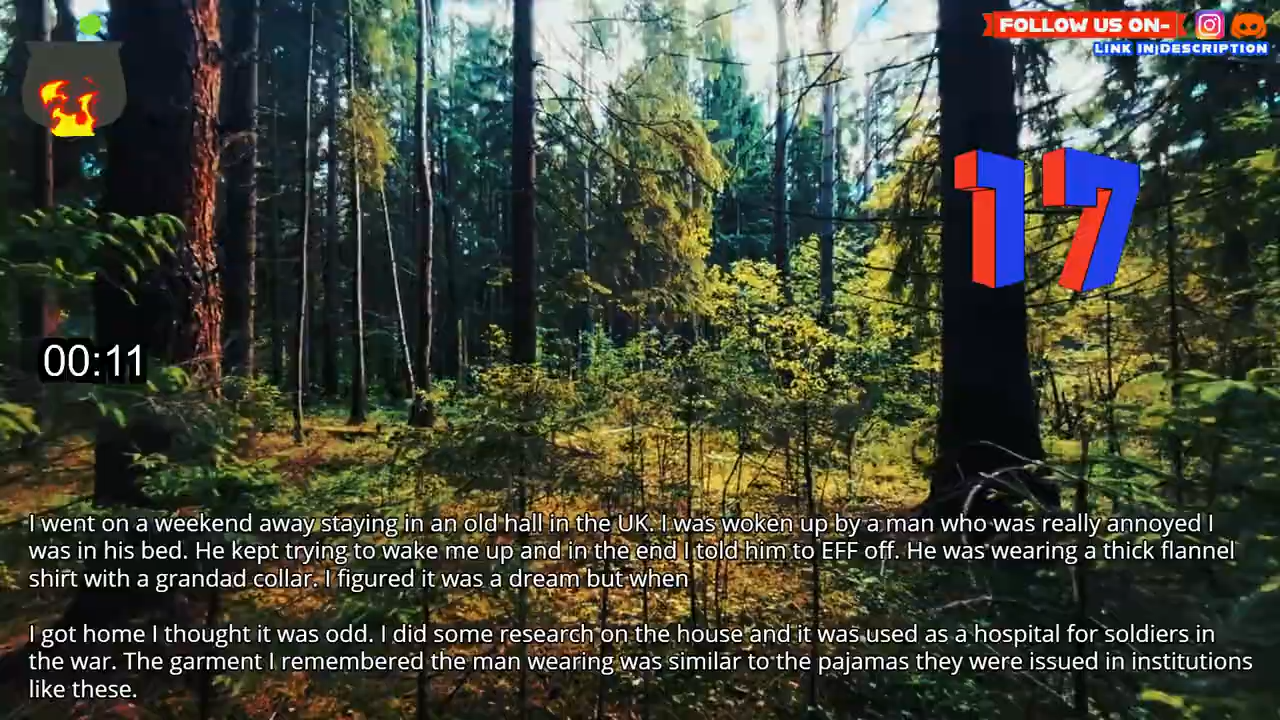 FOLLOW US ON-
LINK IN DESCRIPTION
17
00:11
I went on a weekend away staying in an old hall in the UK. I was woken up by a man who was really annoyed I
was in his bed. He kept trying to wake me up and in the end I told him to EFF off. He was wearing a thick flannel
shirt with a grandad collar. I figured it was a dream but when
I got home I thought it was odd. I did some research on the house and it was used as a hospital for soldiers in
the war. The garment I remembered the man wearing was similar to the pajamas they were issued in institutions
like these.